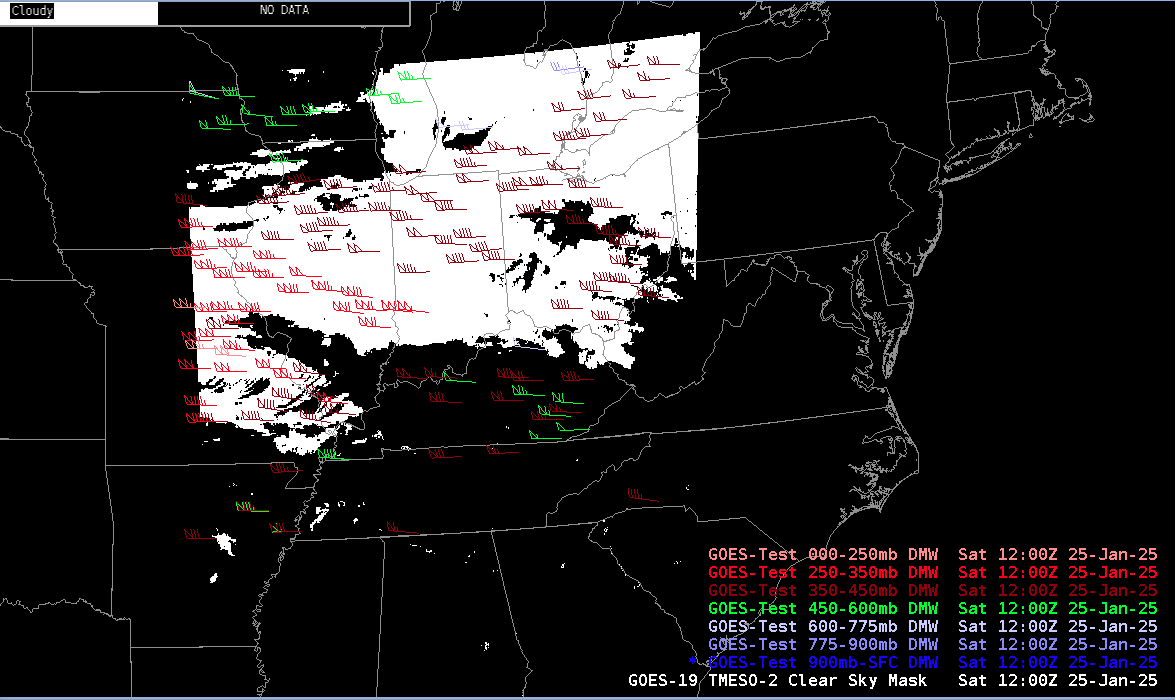 Cloudy
NO DATA
GOES-Test 000-250mb DMW Sat 12:00Z 25-Jan-25
GOES-Test 250-350mb DMW Sat 12:00Z 25-Jan-25
GOES-Test 350-450mb DMW Sat 12:00Z 25-Jan-25
GOES-Test 450-600mb DMW Sat 12:00Z 25-Jan-25
GOES-Test 600-775mb DMW Sat 12:00Z 25-Jan-25
GOES-Test 775-900mb DMW Sat 12:00Z 25-Jan-25
* GOES-Test 900mb-SFC DMW Sat 12:00Z 25-Jan-25
GOES-19 TMESO-2 Clear Sky Mask Sat 12:00Z 25-Jan-25